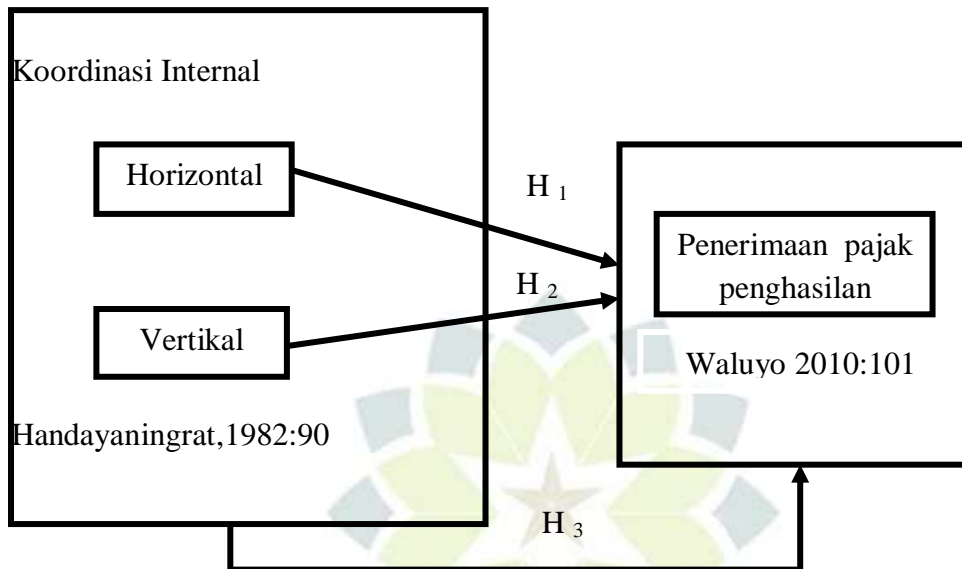 Koordinasi Internal
Horizontal
H 1
Penerimaan pajak
penghasilan
H 2
Vertikal
Waluyo 2010:101
Handayaningrat,1982:90
H 3